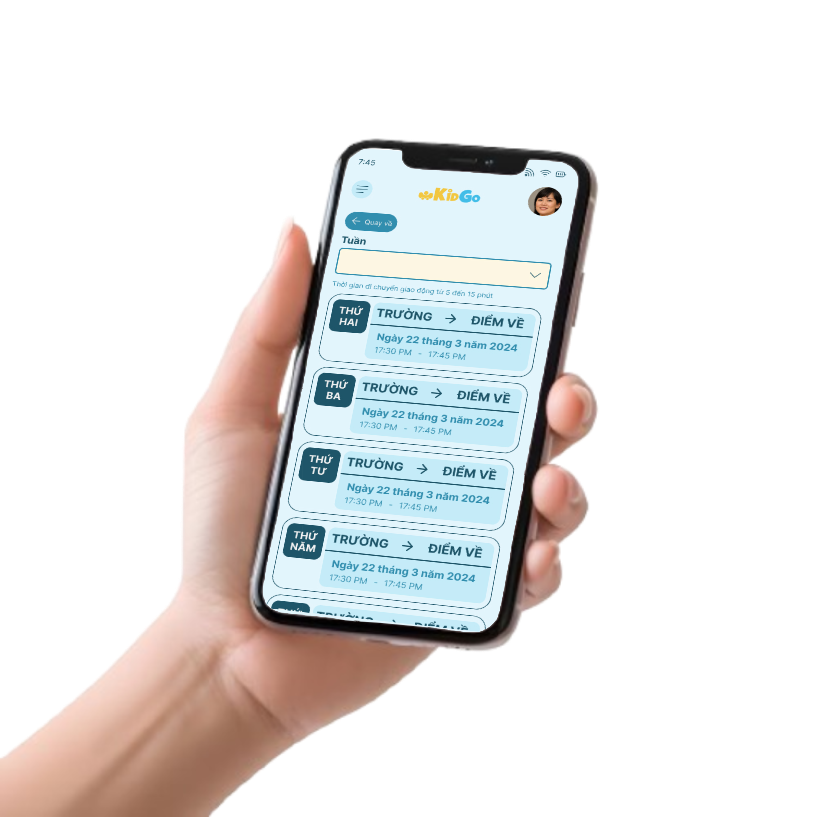 7:45
KidGo
Quay về
Tuần
Thời gian di chuyển giao động từ 5 đến 15 phút
THỨ HAI
TRƯỜNG → ĐIỂM VỀ
Ngày 22 tháng 3 năm 2024
17:30 PM - 17:45 PM
THỨ BA
TRƯỜNG → ĐIỂM VỀ
Ngày 22 tháng 3 năm 2024
17:30 PM - 17:45 PM
THỨ TƯ
TRƯỜNG → ĐIỂM VỀ
Ngày 22 tháng 3 năm 2024
17:30 PM - 17:45 PM
THỨ NĂM
TRƯỜNG → ĐIỂM VỀ
Ngày 22 tháng 3 năm 2024
17:30 PM - 17:45 PM
THỨ
TRƯỜNG → ĐIỂM VỀ